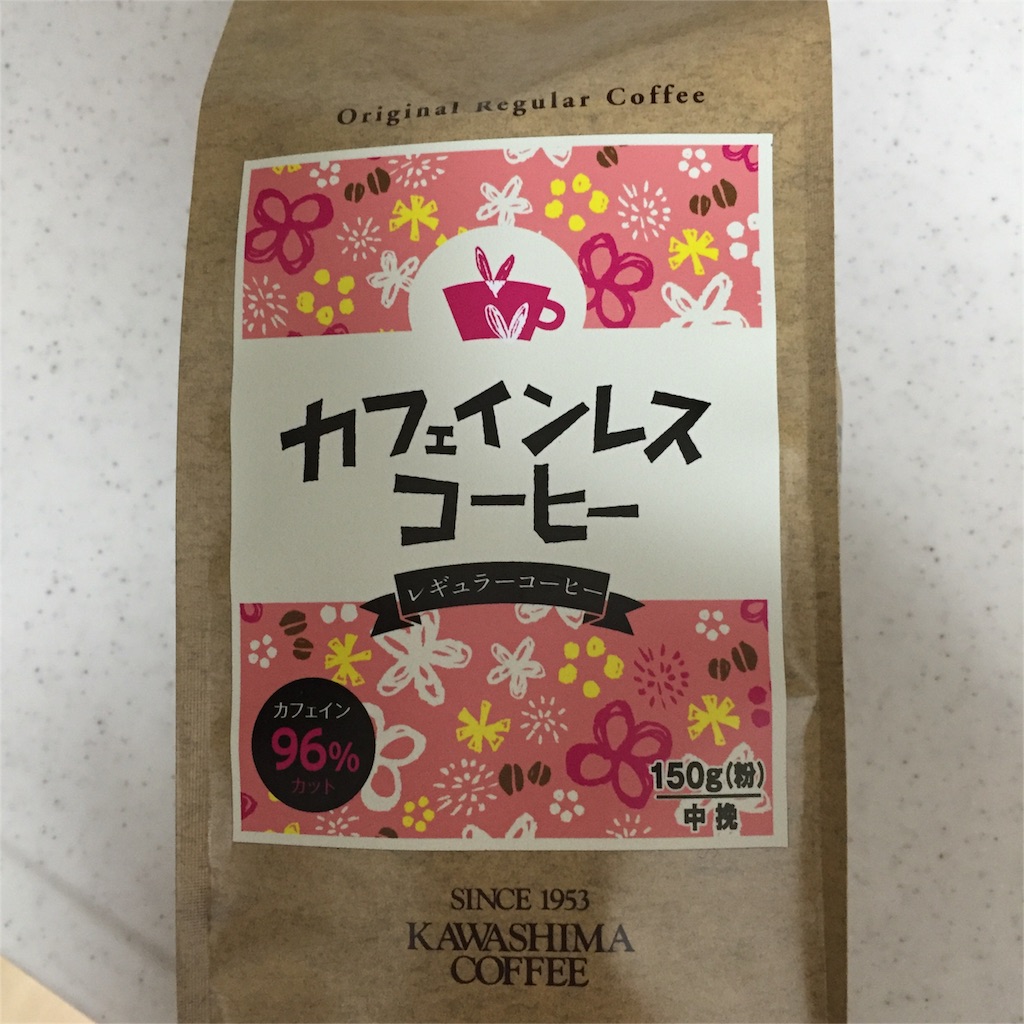 Original Regular Coffee
カフェインレス
コーヒー
レギュラーコーヒー
カフェイン
96%
カット
150g(粉)
中挽
SINCE 1953
KAWASHIMA
COFFEE